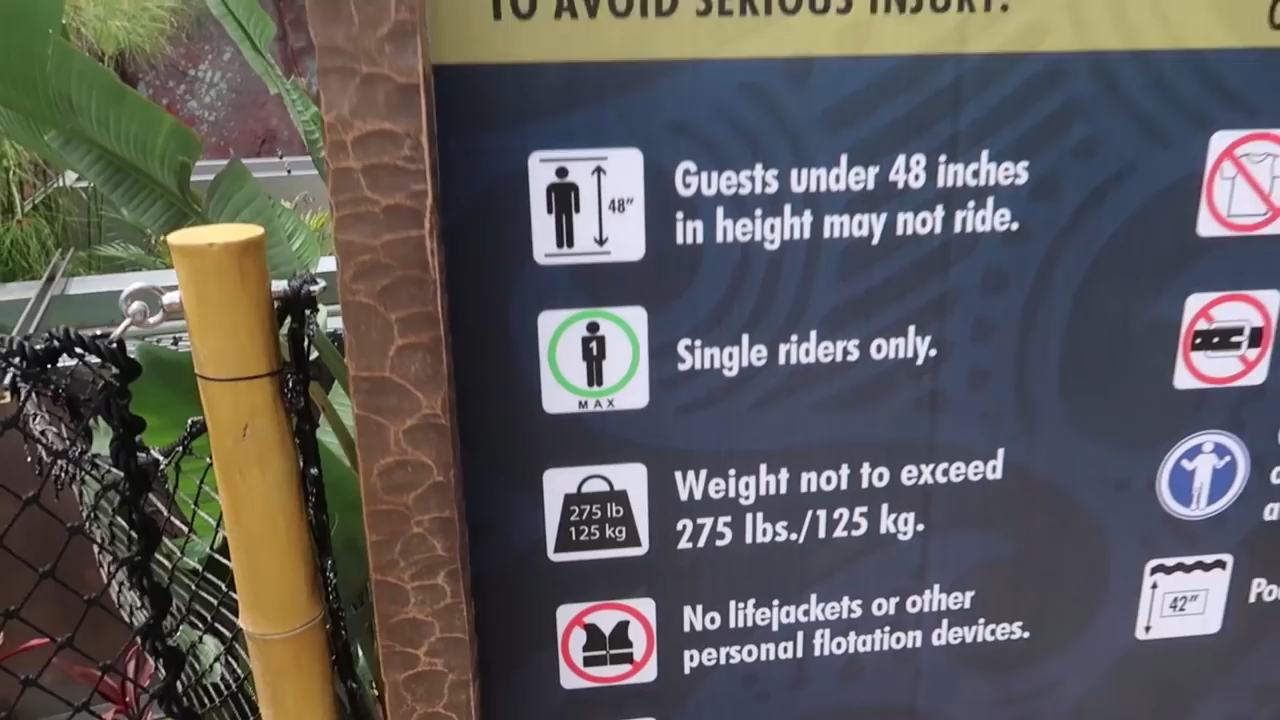 TO AVOID SERIOUS INJURY.
48"
Guests under 48 inches
in height may not ride.
1
MAX
Single riders only.
275 lb
125 kg
Weight not to exceed
275 lbs./125 kg.
No lifejackets or other
personal flotation devices.
42"